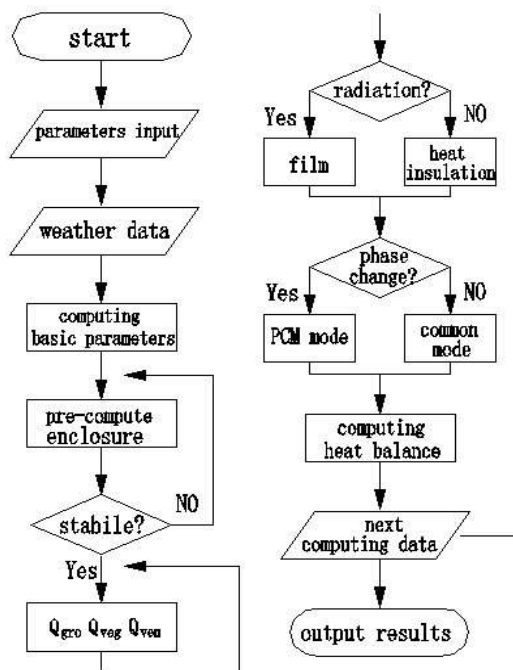 start
parameters input
weather data
computing
basic parameters
pre-compute
enclosure
stabile?
NO
Yes
Qgro Qveg Qven
radiation?
Yes
NO
film
heat
insulation
phase
change?
Yes
NO
PCM mode
common
mode
computing
heat balance
next
computing data
output results